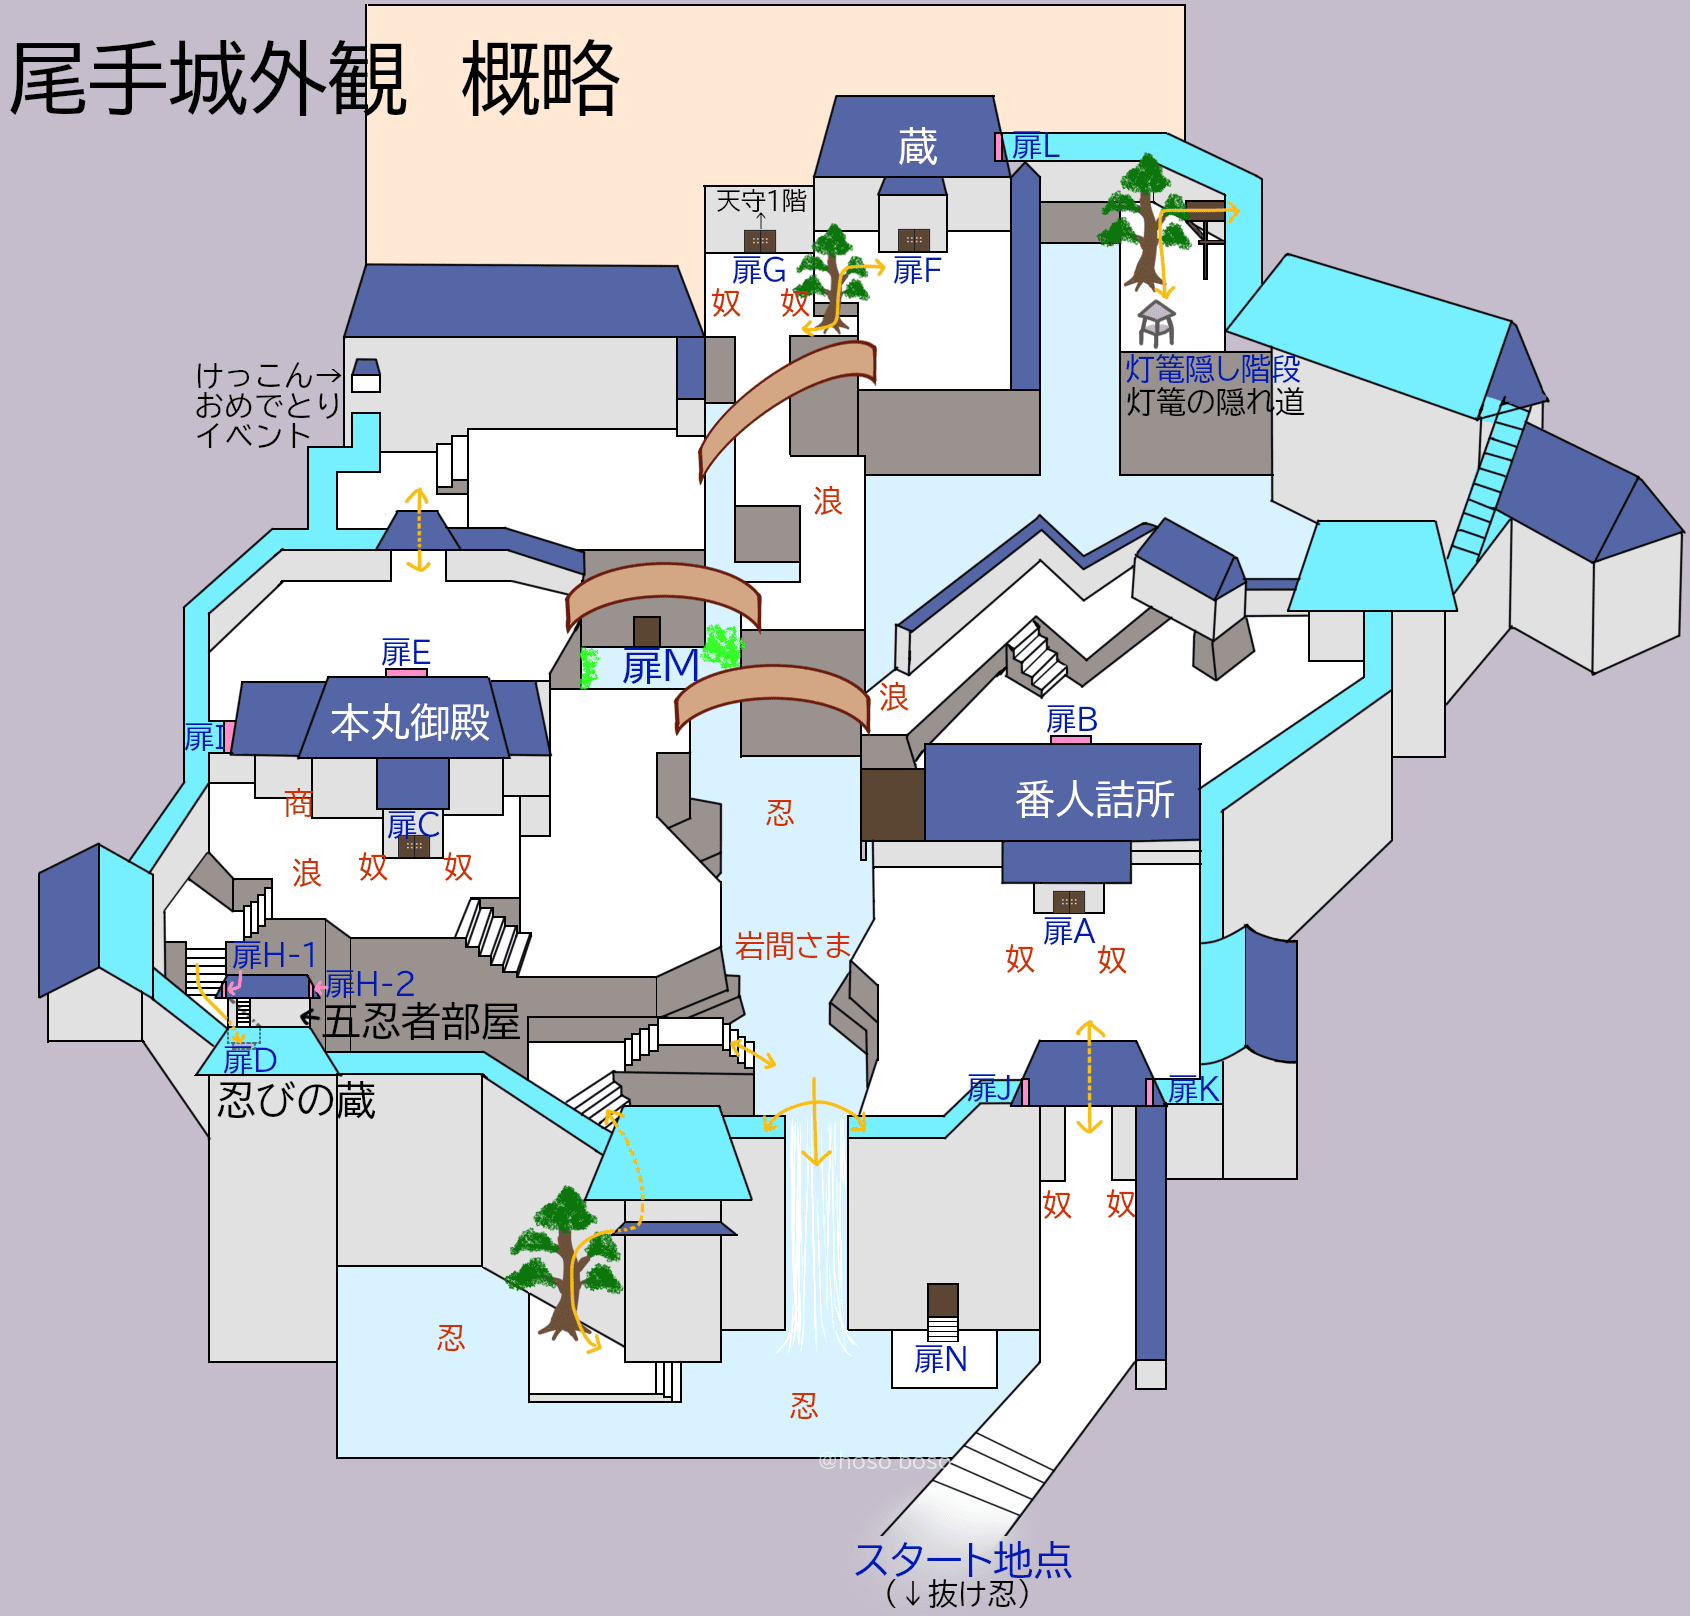 尾手城外観 概略
蔵
扉L
天守1階
↑
扉G
扉F
奴
奴
けっこん→
おめでとり
イベント
灯篭隠し階段
灯篭の隠れ道
浪
扉E
扉M
浪
本丸御殿
扉I
扉B
番人詰所
商
扉C
忍
浪
奴
奴
扉A
岩間さま
奴
奴
扉H-1
扉H-2
←五忍者部屋
扉D
忍びの蔵
扉J
扉K
奴
奴
忍
扉N
忍
@hoso_boso
スタート地点
(↓抜け忍)